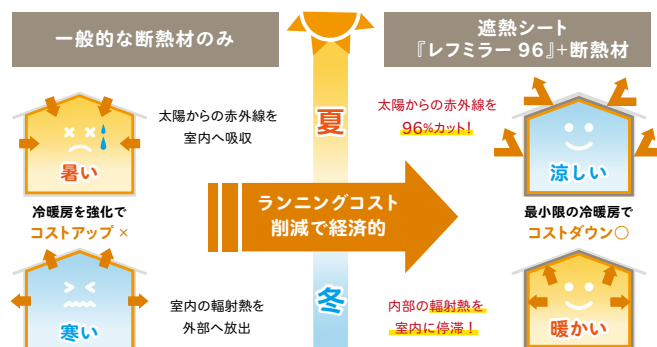 一般的な断熱材のみ
遮熱シート
『レフミラー 96』+断熱材
太陽からの赤外線を
室内へ吸収
夏
太陽からの赤外線を
96%カット!
暑い
涼しい
冷暖房を強化で
コストアップ ×
ランニングコスト
削減で経済的
最小限の冷暖房で
コストダウン○
室内の輻射熱を
外部へ放出
冬
内部の輻射熱を
室内に停滞!
寒い
暖かい